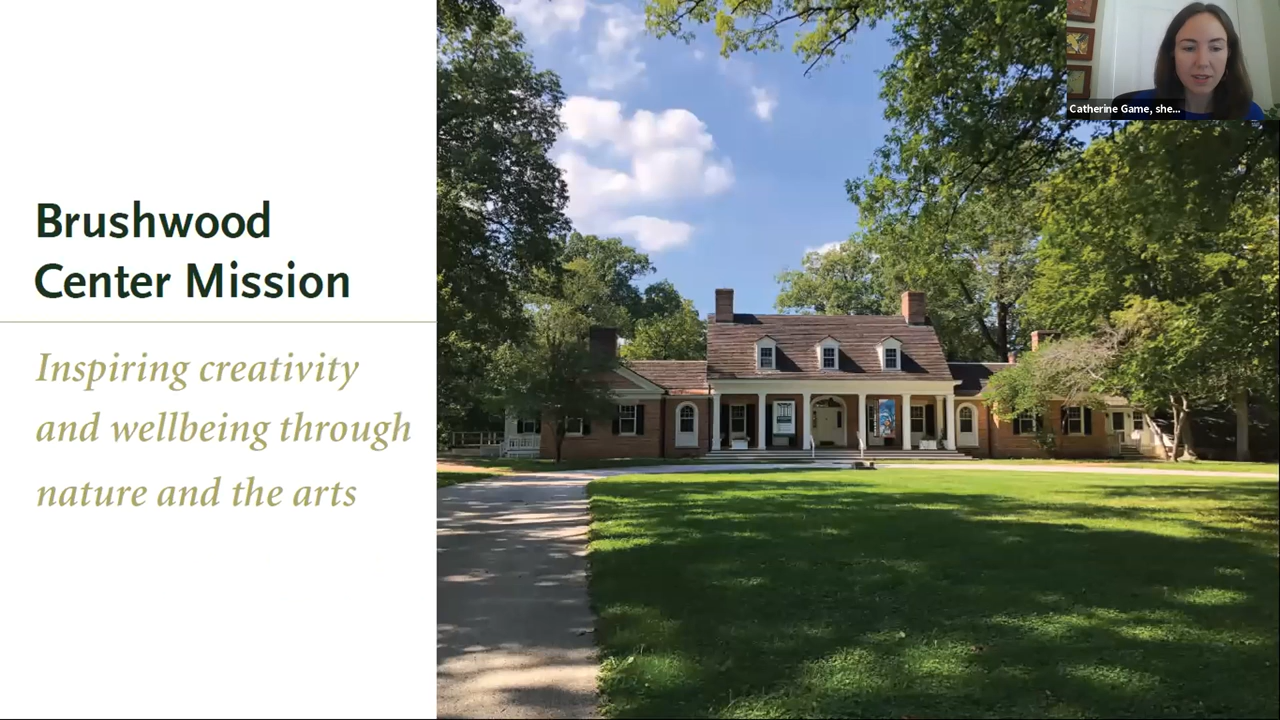 Brushwood
Center Mission
Inspiring creativity
and wellbeing through
nature and the arts
Catherine Game, she...